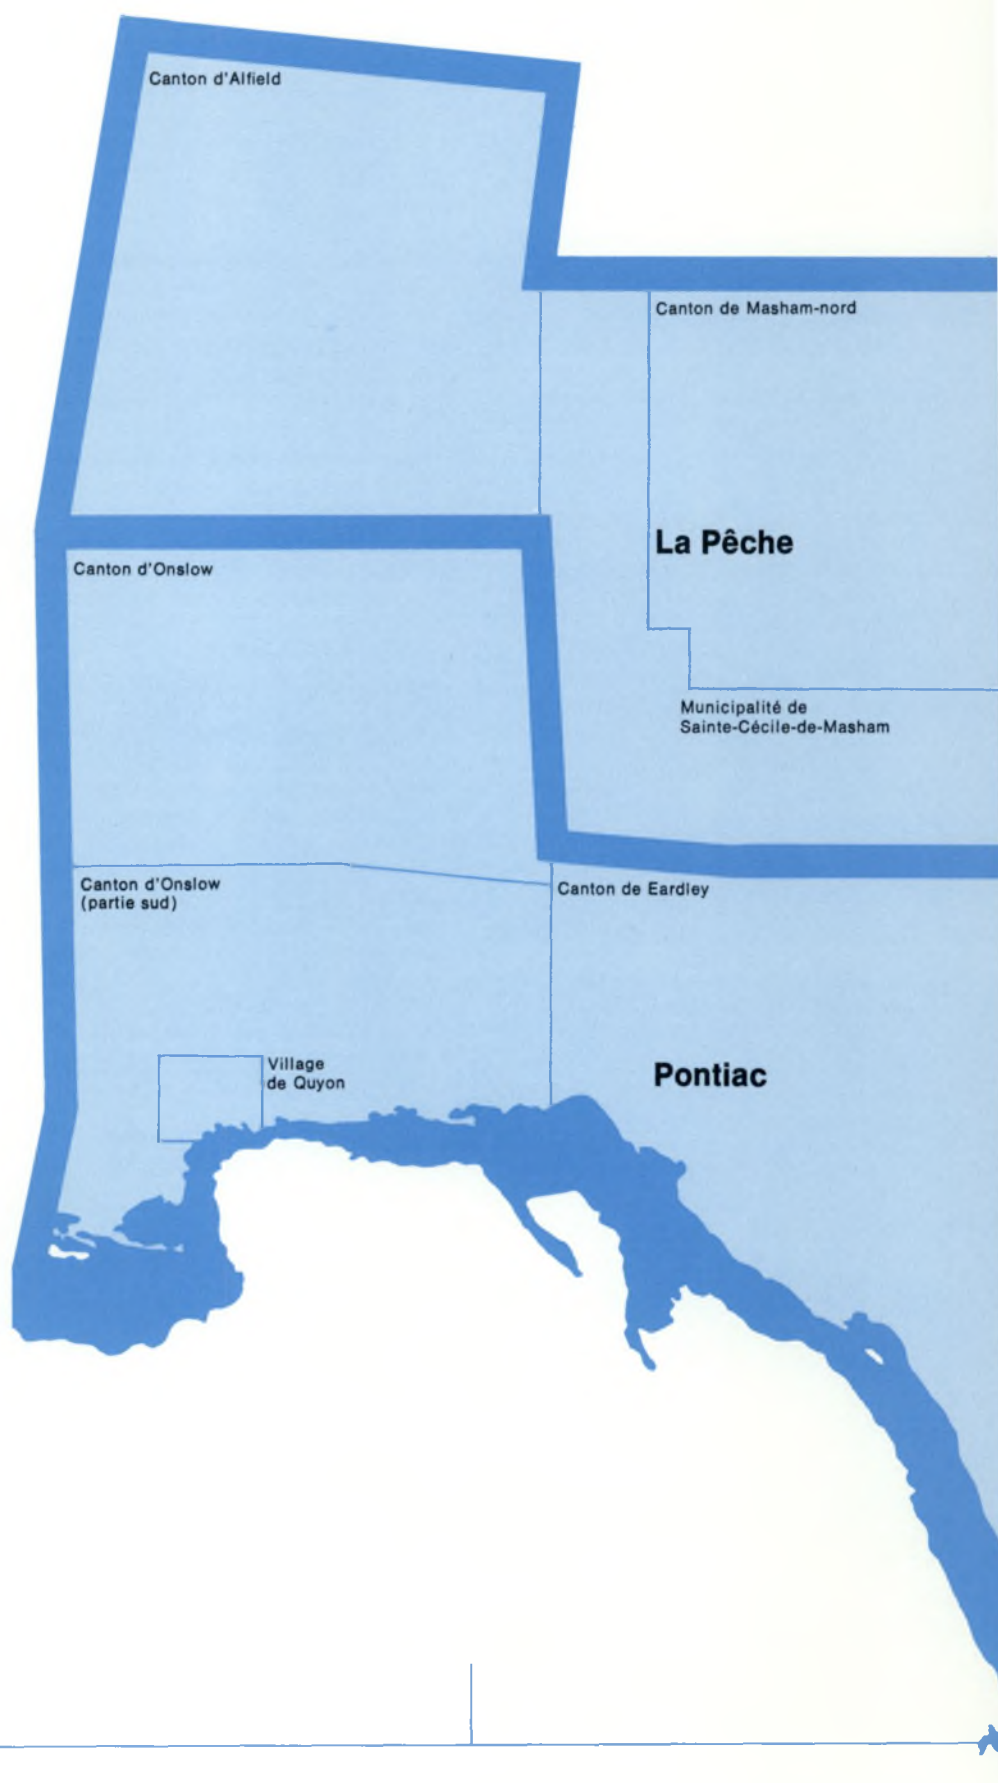 Canton d'Alfield
Canton de Masham-nord
La Pêche
Canton d'Onslow
Municipalité de
Sainte-Cécile-de-Masham
Canton d'Onslow
(partie sud)
Canton de Eardley
Village
de Quyon
Pontiac